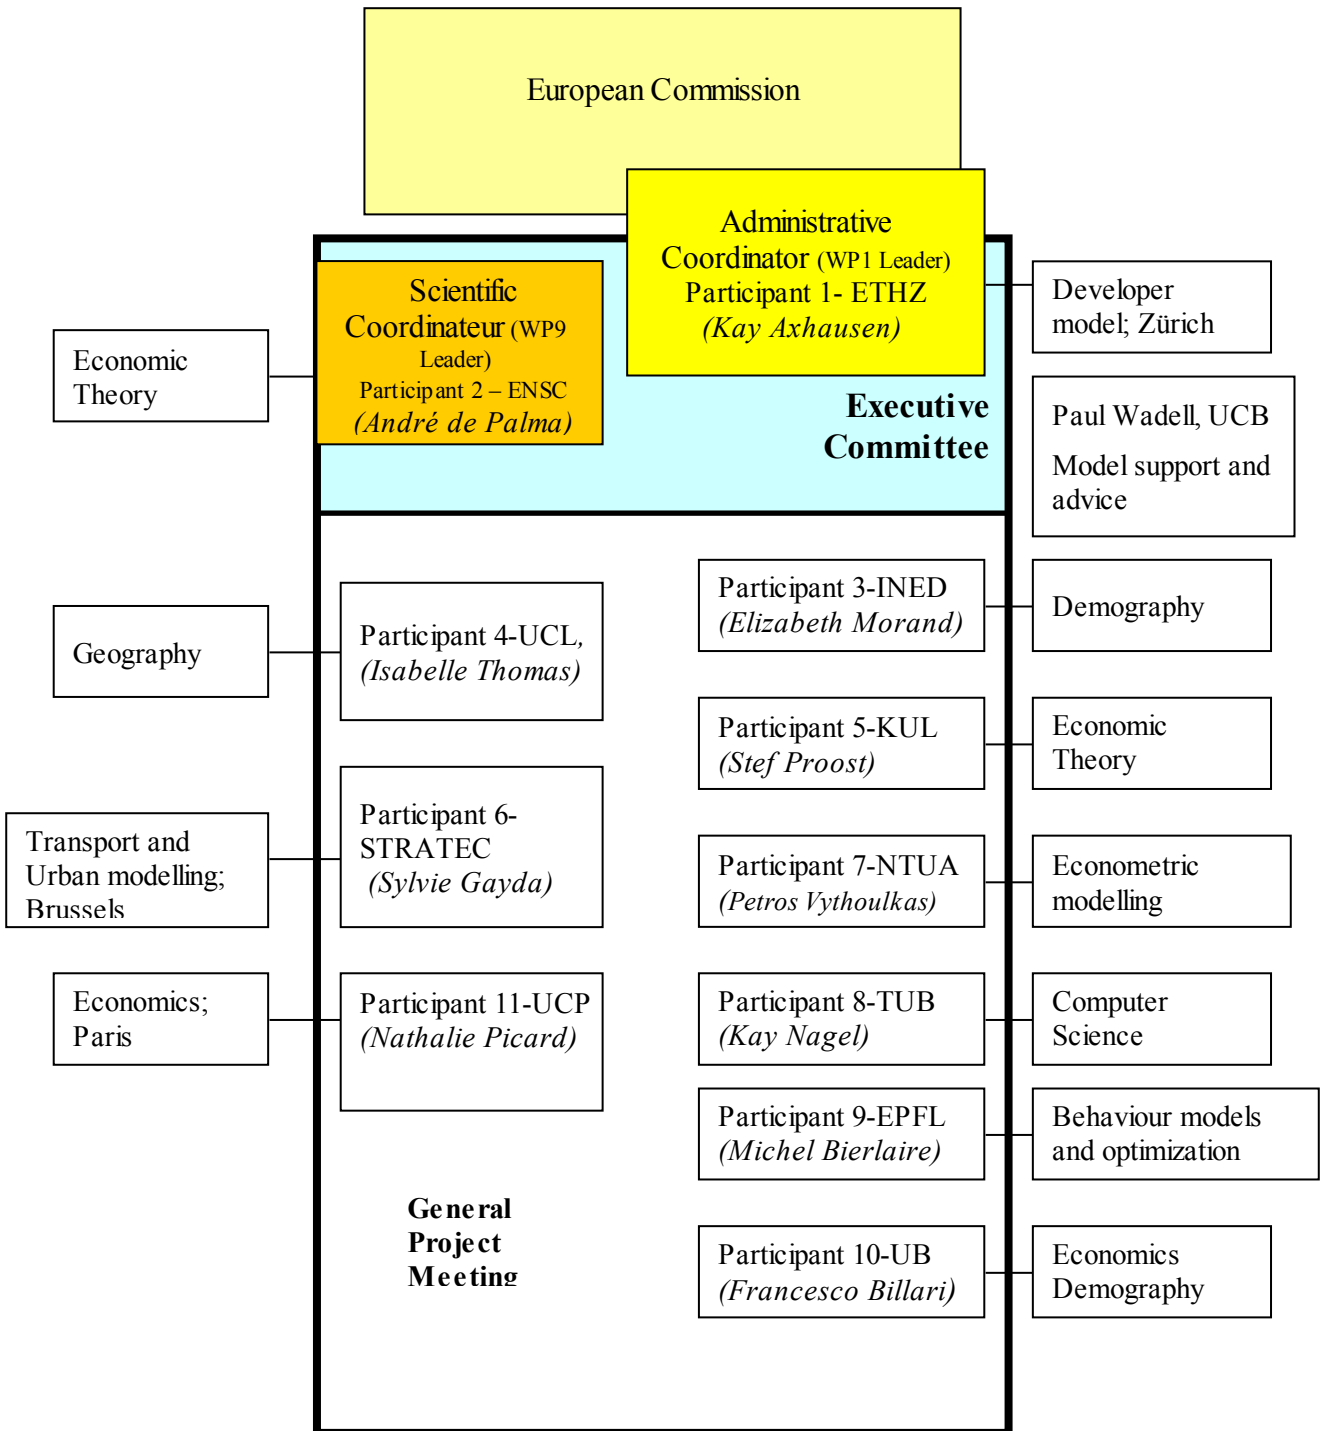 European Commission
Administrative
Coordinator (WP1 Leader)
Participant 1- ETHZ
(Kay Axhausen)
Scientific
Coordinateur (WP9
Leader)
Participant 2 – ENSC
(André de Palma)
Developer
model; Zürich
Economic
Theory
Executive
Committee
Paul Wadell, UCB
Model support and
advice
Participant 3-INED
(Elizabeth Morand)
Demography
Geography
Participant 4-UCL,
(Isabelle Thomas)
Participant 5-KUL
(Stef Proost)
Economic
Theory
Transport and
Urban modelling;
Brussels
Participant 6-
STRATEC
(Sylvie Gayda)
Participant 7-NTUA
(Petros Vythoulkas)
Econometric
modelling
Economics;
Paris
Participant 11-UCP
(Nathalie Picard)
Participant 8-TUB
(Kay Nagel)
Computer
Science
Participant 9-EPFL
(Michel Bierlaire)
Behaviour models
and optimization
General
Project
Meeting
Participant 10-UB
(Francesco Billari)
Economics
Demography